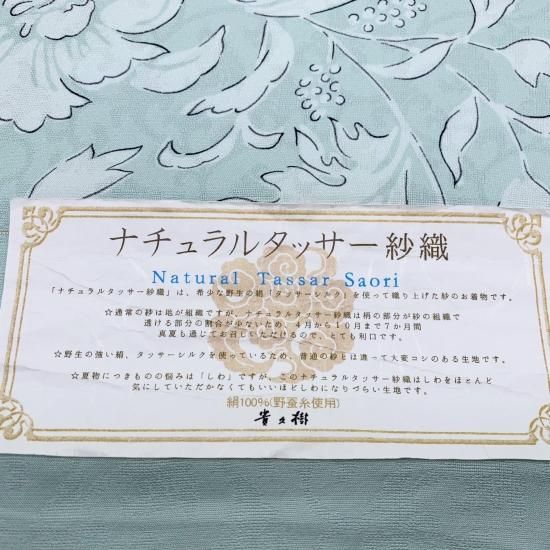 ナチュラルタッサー紗織
Natural Tassar Saori
「ナチュラルタッサー紗織」は、希少な野生の絹「タッサーシルク」を使って織り上げた紗のお着物です。
☆通常の紗は地が組織ですが、ナチュラルタッサー紗織は柄の部分が紗の組織で
透ける部分の割合が少ないため、4月から10月まで7か月間
真夏も通じてお召しいただけるので、とても利口です。
☆野生の強い絹、タッサーシルクを使っているため、普通の紗とは違って大変コシのある生地です。
☆夏物につきものの悩みは「しわ」ですが、このナチュラルタッサー紗織はしわをほとんど
気にしていただかなくてもいいほどしわになりづらい生地です。
絹100%(野蚕糸使用)
貴久樹